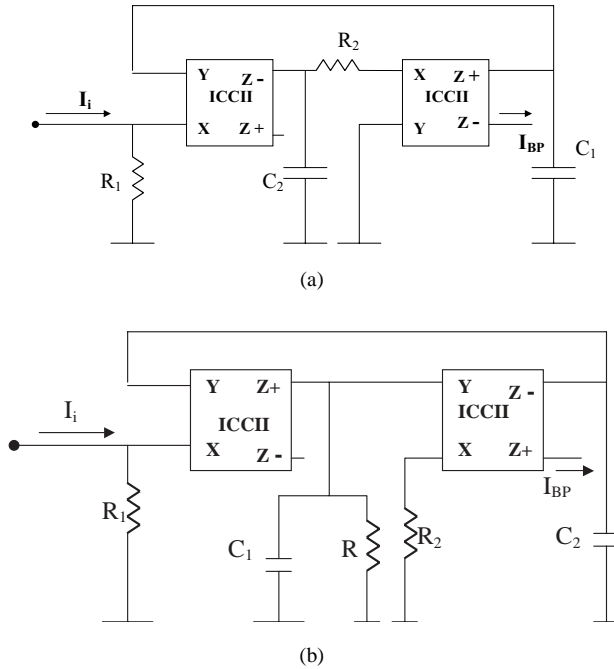 R2
Y Z - X Z +
ICCII ICCII
Ii
X Z + Y Z -
IBP C1
R1 C2
(a)
Y Z+ Y Z -
Ii ICCII ICCII
X Z - X Z+
IBP
R1 C1 R R2 C2
(b)